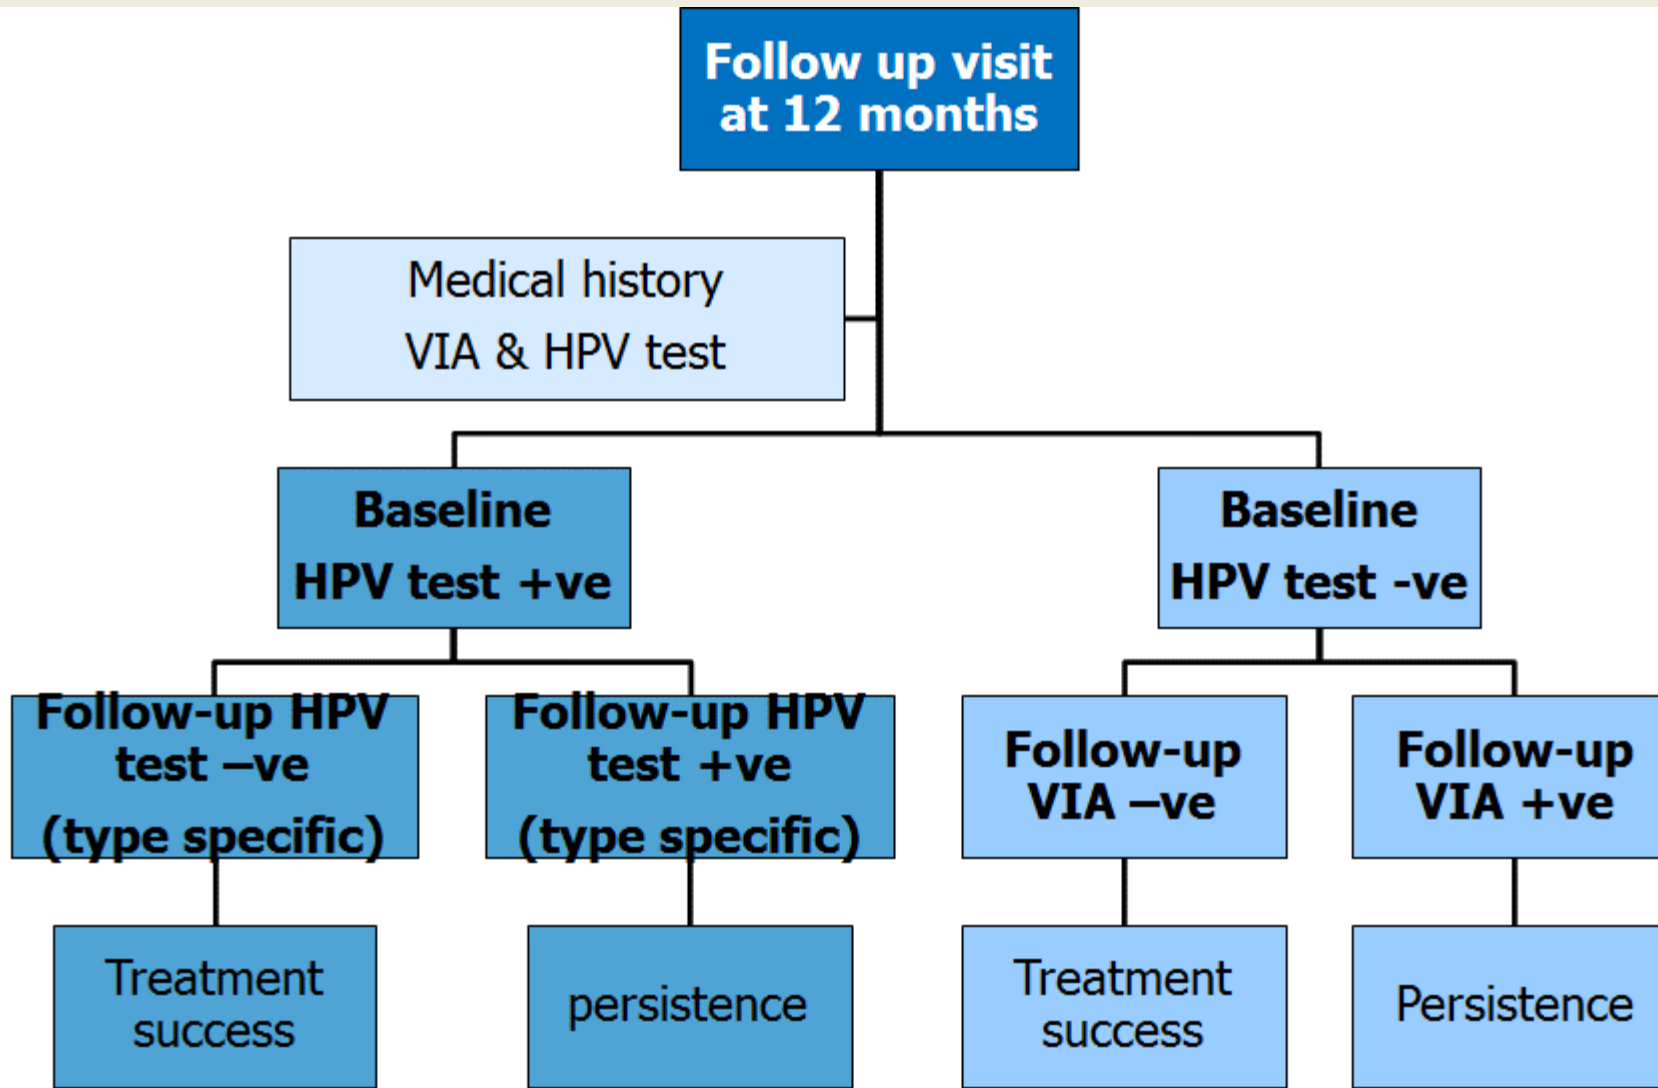 Follow up visit
at 12 months
Medical history
VIA & HPV test
Baseline
HPV test +ve
Baseline
HPV test -ve
Follow-up HPV
test –ve
(type specific)
Follow-up HPV
test +ve
(type specific)
Follow-up
VIA –ve
Follow-up
VIA +ve
Treatment
success
persistence
Treatment
success
Persistence